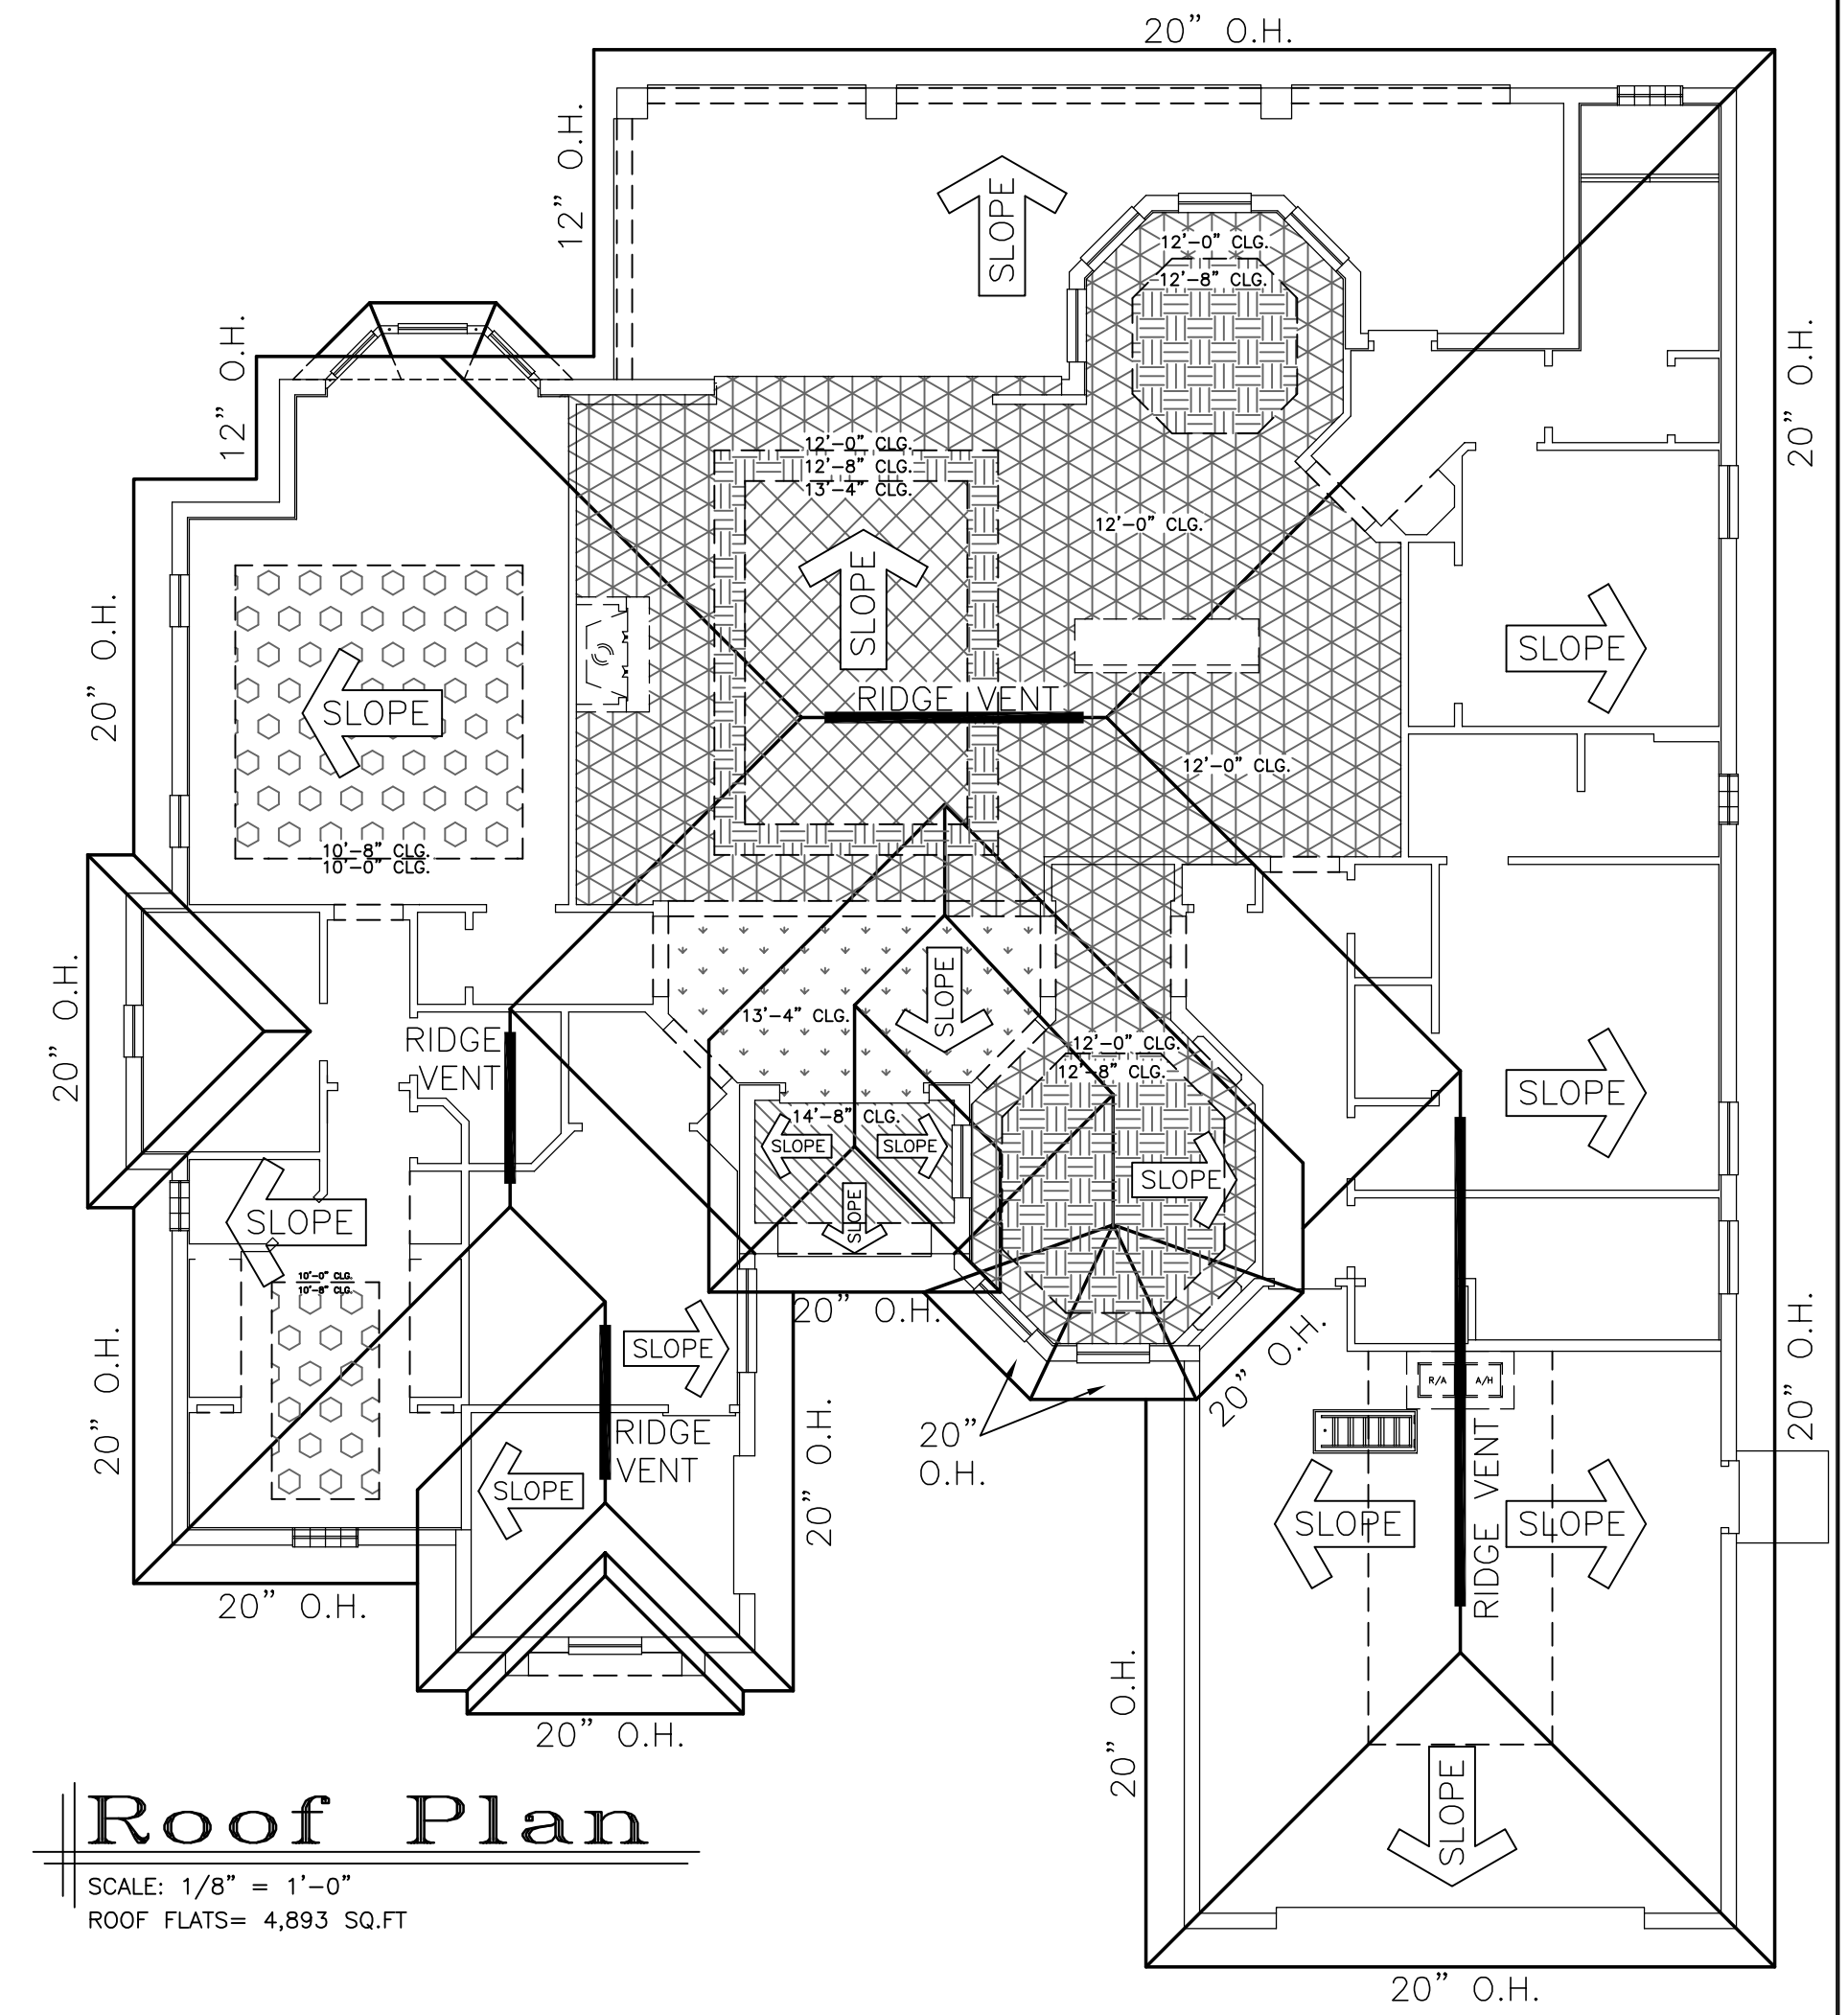 20" O.H.
12" O.H.
SLOPE
12'-0" CLG.
12'-8" CLG.
12" O.H.
20" O.H.
12'-0" CLG.
12'-8" CLG.
13'-4" CLG.
12'-0" CLG.
SLOPE
SLOPE
20" O.H.
SLOPE
RIDGE VENT
12'-0" CLG.
10'-8" CLG.
10'-0" CLG.
20" O.H.
SLOPE
13'-4" CLG.
RIDGE
VENT
12'-0" CLG.
12'-8" CLG.
SLOPE
14'-8" CLG.
SLOPE
SLOPE
SLOPE
SLOPE
SLOPE
10'-0" CLG.
10'-8" CLG.
20" O.H.
20" O.H.
SLOPE
20" O.H.
20" O.H.
R/A
A/H
RIDGE
VENT
20"
O.H.
20" O.H.
SLOPE
SLOPE
RIDGE VENT
SLOPE
20" O.H.
20" O.H.
20" O.H.
SLOPE
20" O.H.
Roof Plan
SCALE: 1/8" = 1'-0"
ROOF FLATS= 4,893 SQ.FT